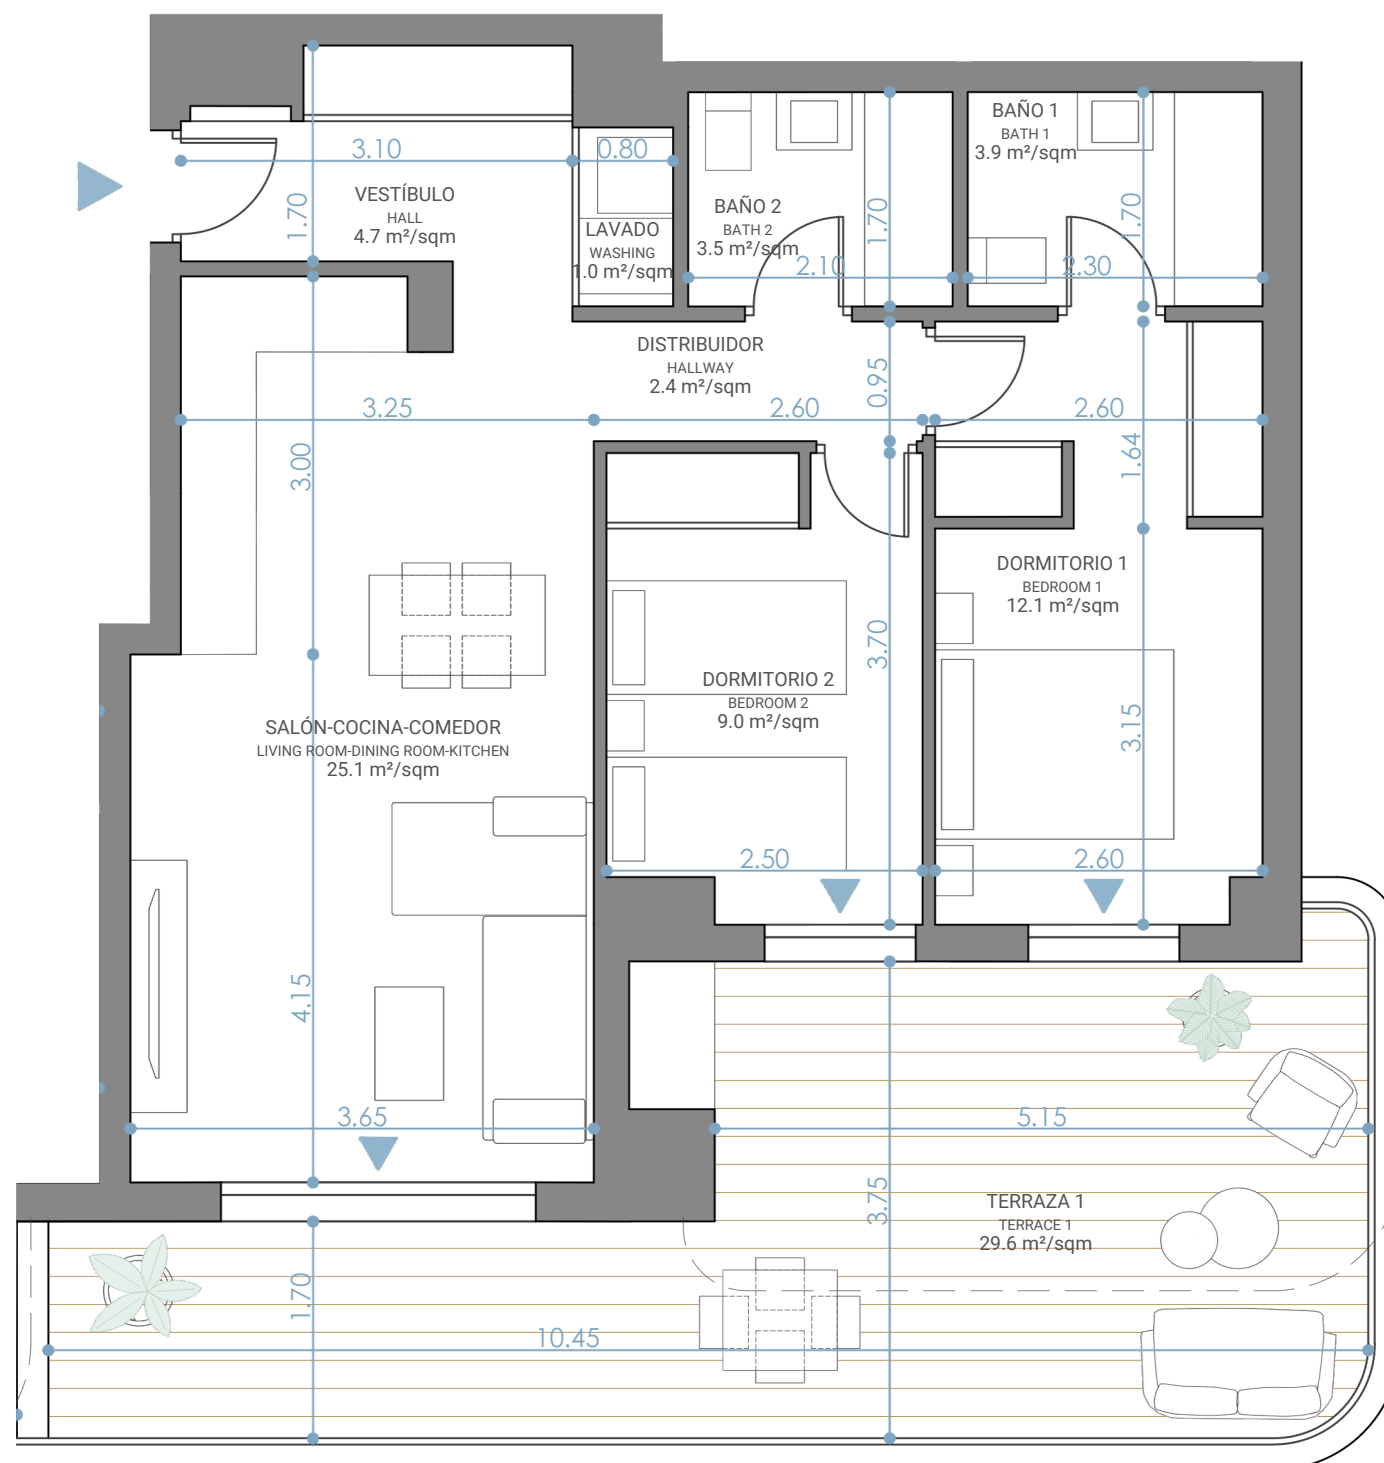 BAÑO 1
BATH 1
3.9 m²/sqm
3.10
0.80
VESTÍBULO
HALL
4.7 m²/sqm
1.70
LAVADO
WASHING
1.0 m²/sqm
BAÑO 2
BATH 2
3.5 m²/sqm
1.70
1.70
2.10
2.30
DISTRIBUIDOR
HALLWAY
2.4 m²/sqm
0.95
3.25
2.60
2.60
3.00
1.64
DORMITORIO 1
BEDROOM 1
12.1 m²/sqm
3.70
DORMITORIO 2
BEDROOM 2
9.0 m²/sqm
SALÓN-COCINA-COMEDOR
LIVING ROOM-DINING ROOM-KITCHEN
25.1 m²/sqm
3.15
2.50
2.60
4.15
3.65
5.15
3.75
TERRAZA 1
TERRACE 1
29.6 m²/sqm
1.70
10.45